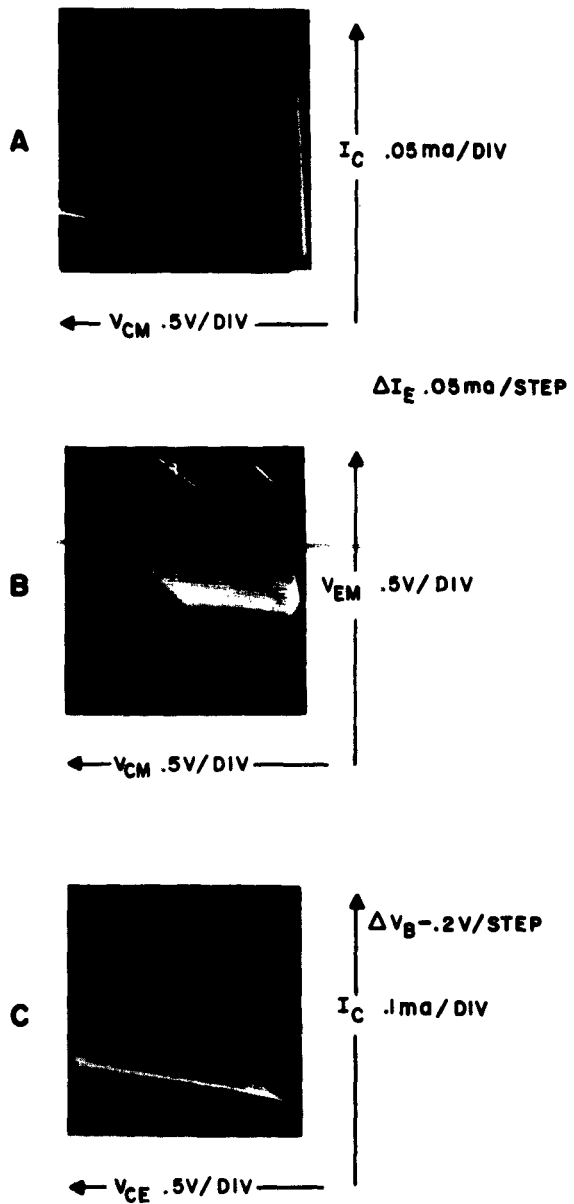 A
I_C .05ma/DIV
← V_CM .5V/DIV
ΔI_E .05ma/STEP
B
V_EM .5V/DIV
← V_CM .5V/DIV
ΔV_B -.2V/STEP
C
I_C .1ma/DIV
← V_CE .5V/DIV